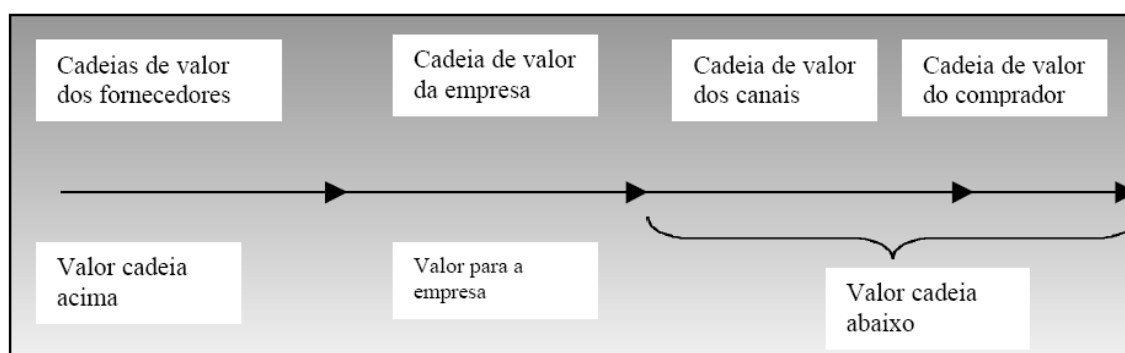 Cadeias de valor
dos fornecedores
Cadeia de valor
da empresa
Cadeia de valor
dos canais
Cadeia de valor
do comprador
Valor cadeia
acima
Valor para a
empresa
Valor cadeia
abaixo